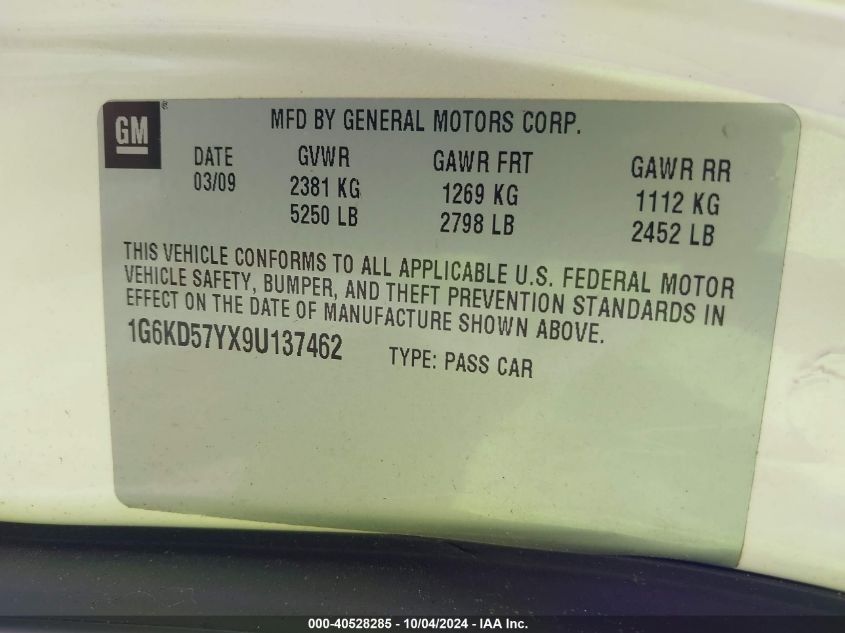 GM®
MFD BY GENERAL MOTORS CORP.
DATE GVWR GAWR FRT GAWR RR
03/09 2381 KG 1269 KG 1112 KG
5250 LB 2798 LB 2452 LB
THIS VEHICLE CONFORMS TO ALL APPLICABLE U.S. FEDERAL MOTOR
VEHICLE SAFETY, BUMPER, AND THEFT PREVENTION STANDARDS IN
EFFECT ON THE DATE OF MANUFACTURE SHOWN ABOVE.
1G6KD57YX9U137462 TYPE: PASS CAR
000-40528285 - 10/04/2024 - IAA Inc.